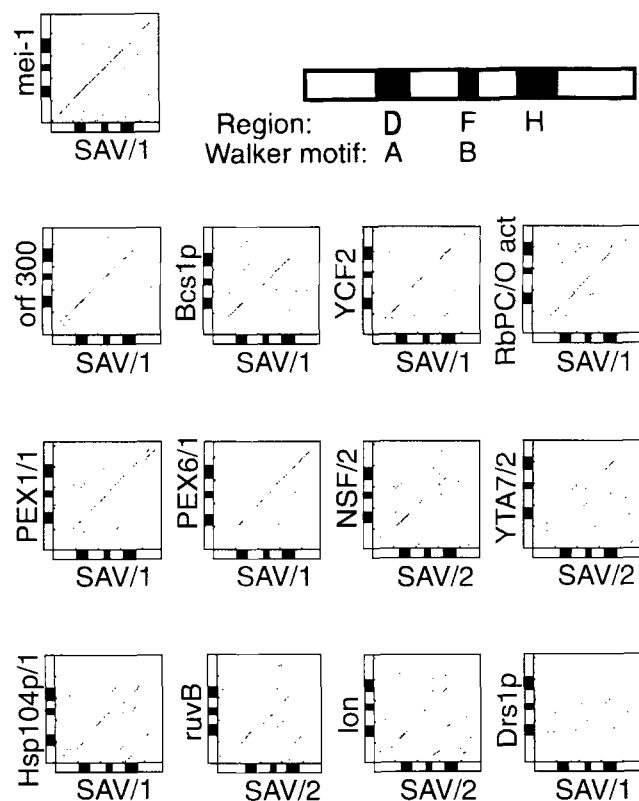 mei-1
SAV/1
Region: D F H
Walker motif: A B
orf 300
SAV/1
Bcs1p
SAV/1
YCF2
SAV/1
RbPC/O act
SAV/1
PEX1/1
SAV/1
PEX6/1
SAV/1
NSF/2
SAV/2
YTA7/2
SAV/2
Hsp104p/1
SAV/1
ruvB
SAV/2
lon
SAV/2
Drs1p
SAV/1